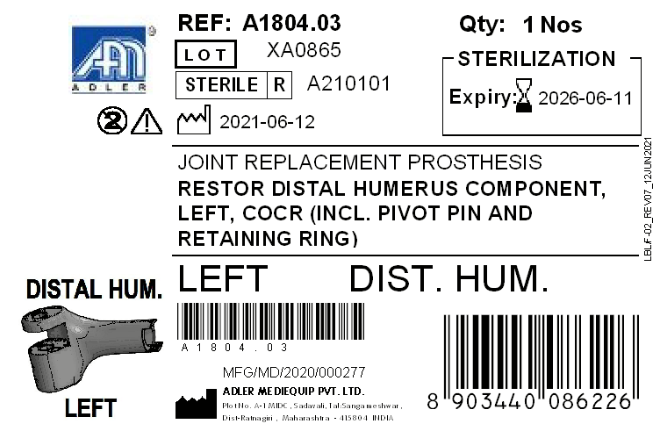 REF: A1804.03
Qty: 1 Nos
LOT XA0865
STERILE R A210101
2021-06-12
STERILIZATION
Expiry: 2026-06-11
ADLER
JOINT REPLACEMENT PROSTHESIS
RESTOR DISTAL HUMERUS COMPONENT,
LEFT, COCR (INCL. PIVOT PIN AND
RETAINING RING)
LEFT DIST. HUM.
DISTAL HUM.
LEFT
A1804.03
MFG/MD/2020/000277
ADLER MEDIEQUIP PVT. LTD.
Plot No. A-1 MIDC, Sadavali, Tal:Sangameshwar,
Dist-Ratnagiri, Maharashtra - 415804 INDIA
8 903440 086226
LBL/F-02_REV07_12JUN2021